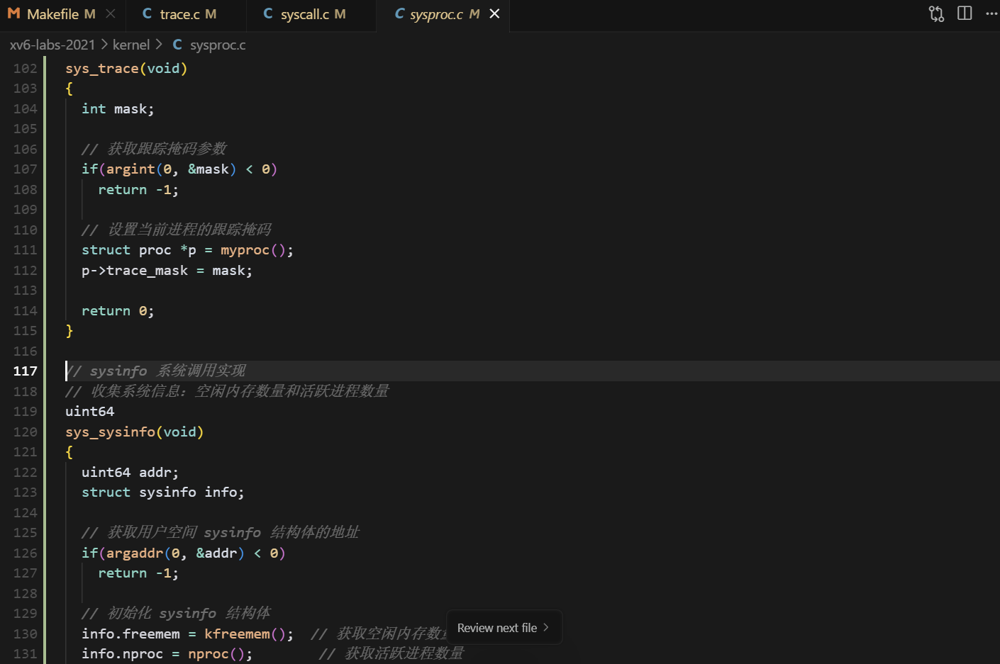 Makefile M
trace.c M
syscall.c M
sysproc.c M
xv6-labs-2021 > kernel > C sysproc.c
102 sys_trace(void)
103 {
104   int mask;
105
106   // 获取跟踪掩码参数
107   if(argint(0, &mask) < 0)
108     return -1;
109
110   // 设置当前进程的跟踪掩码
111   struct proc *p = myproc();
112   p->trace_mask = mask;
113
114   return 0;
115 }
116
117 // sysinfo 系统调用实现
118 // 收集系统信息：空闲内存数量和活跃进程数量
119 uint64
120 sys_sysinfo(void)
121 {
122   uint64 addr;
123   struct sysinfo info;
124
125   // 获取用户空间 sysinfo 结构体的地址
126   if(argaddr(0, &addr) < 0)
127     return -1;
128
129   // 初始化 sysinfo 结构体
130   info.freemem = kfreemem();  // 获取空闲内存数
131   info.nproc = nproc();        // 获取活跃进程数量
Review next file >